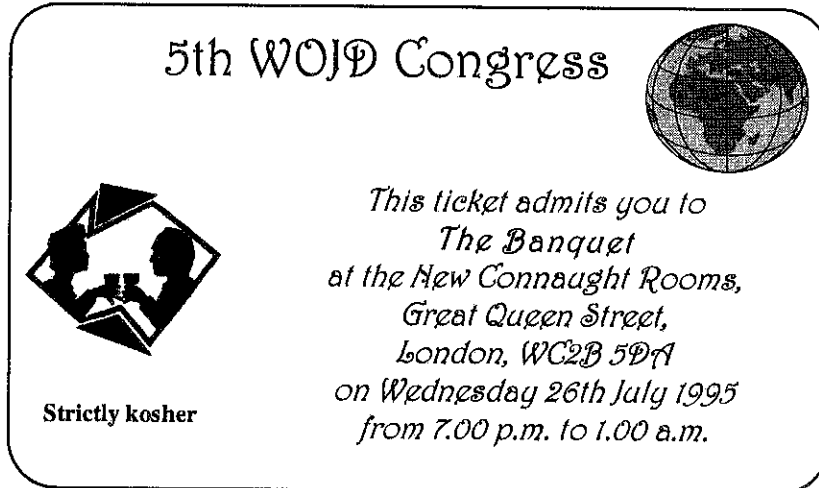 5th WOJD Congress
This ticket admits you to
The Banquet
at the New Connaught Rooms,
Great Queen Street,
London, WC2B 5DA
on Wednesday 26th July 1995
from 7.00 p.m. to 1.00 a.m.
Strictly kosher